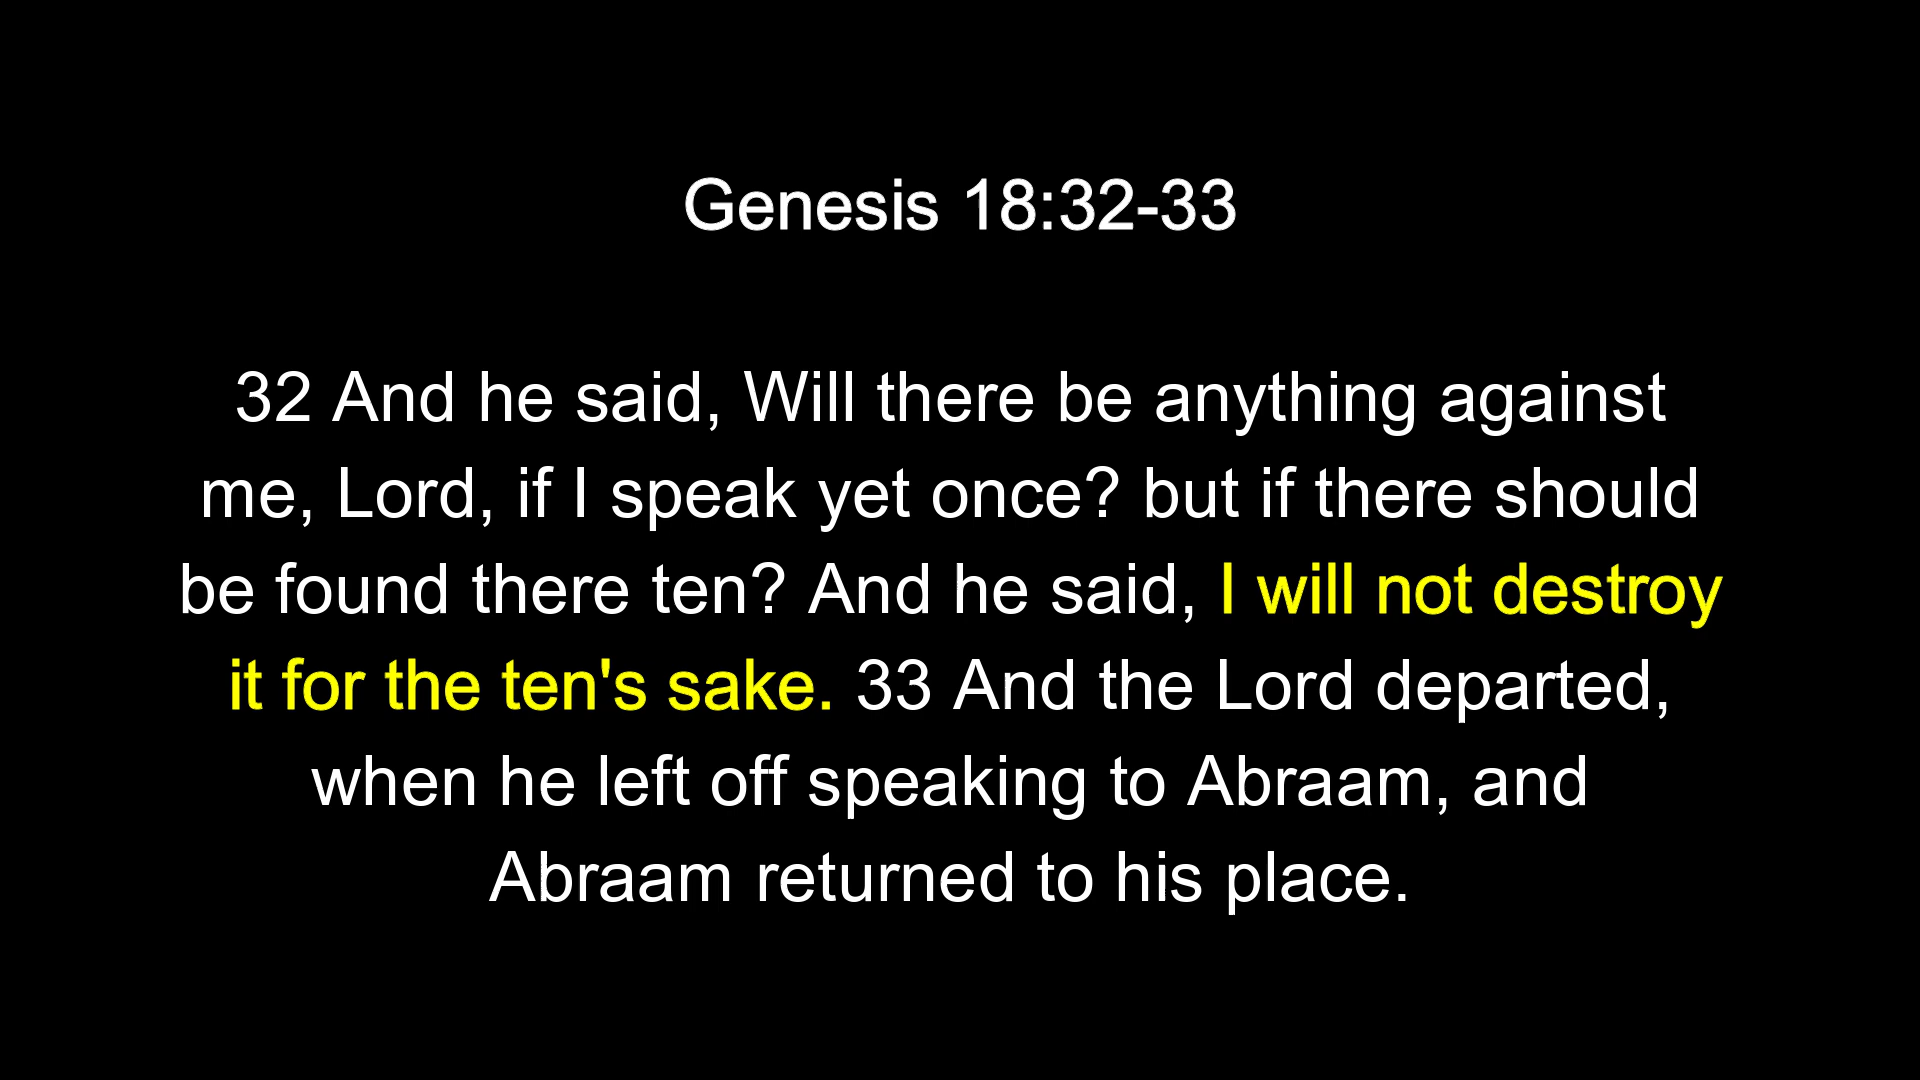 Genesis 18:32-33
32 And he said, Will there be anything against
me, Lord, if I speak yet once? but if there should
be found there ten? And he said, I will not destroy
it for the ten's sake. 33 And the Lord departed,
when he left off speaking to Abraam, and
Abraam returned to his place.